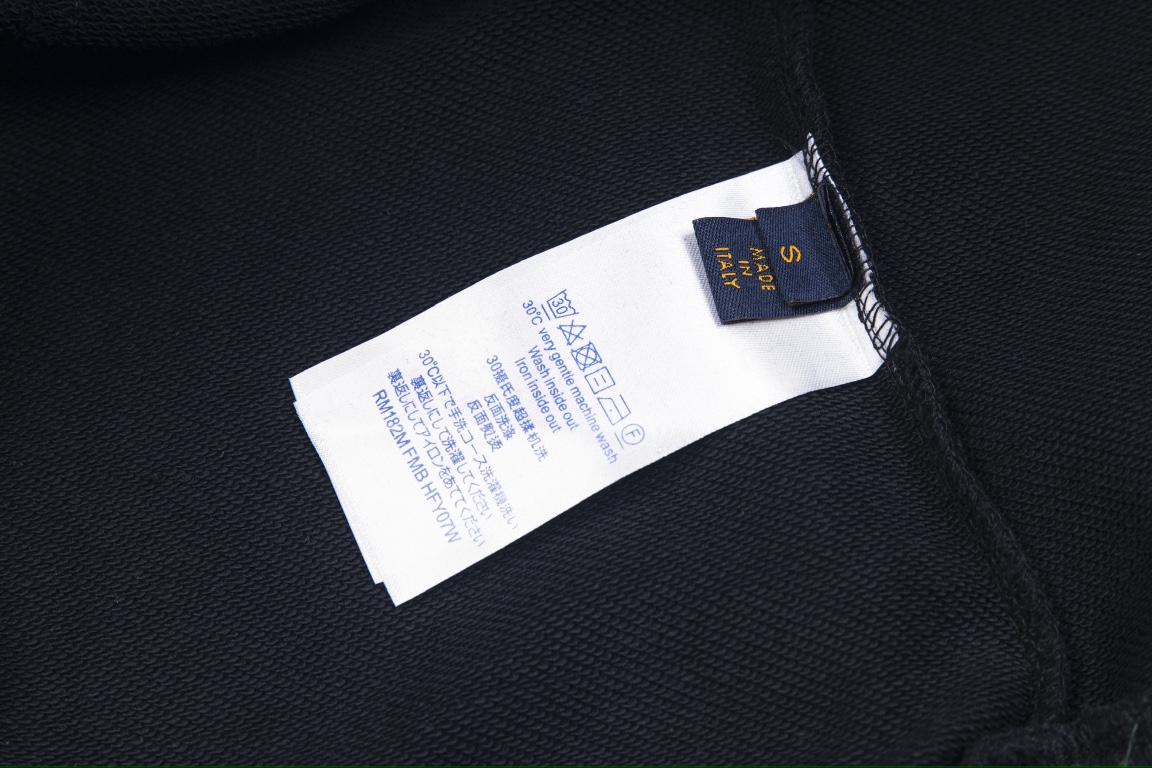 S
MADE
IN
ITALY
30
F
30℃ very gentle machine wash
Wash inside out
Iron inside out
30摄氏度超揉机洗
反面洗涤
反面熨烫
30℃以下で手洗コース洗濯機洗い
裏返しにして洗濯してください
裏返しにしてアイロンをあててください
RM182M FMB HFY07W